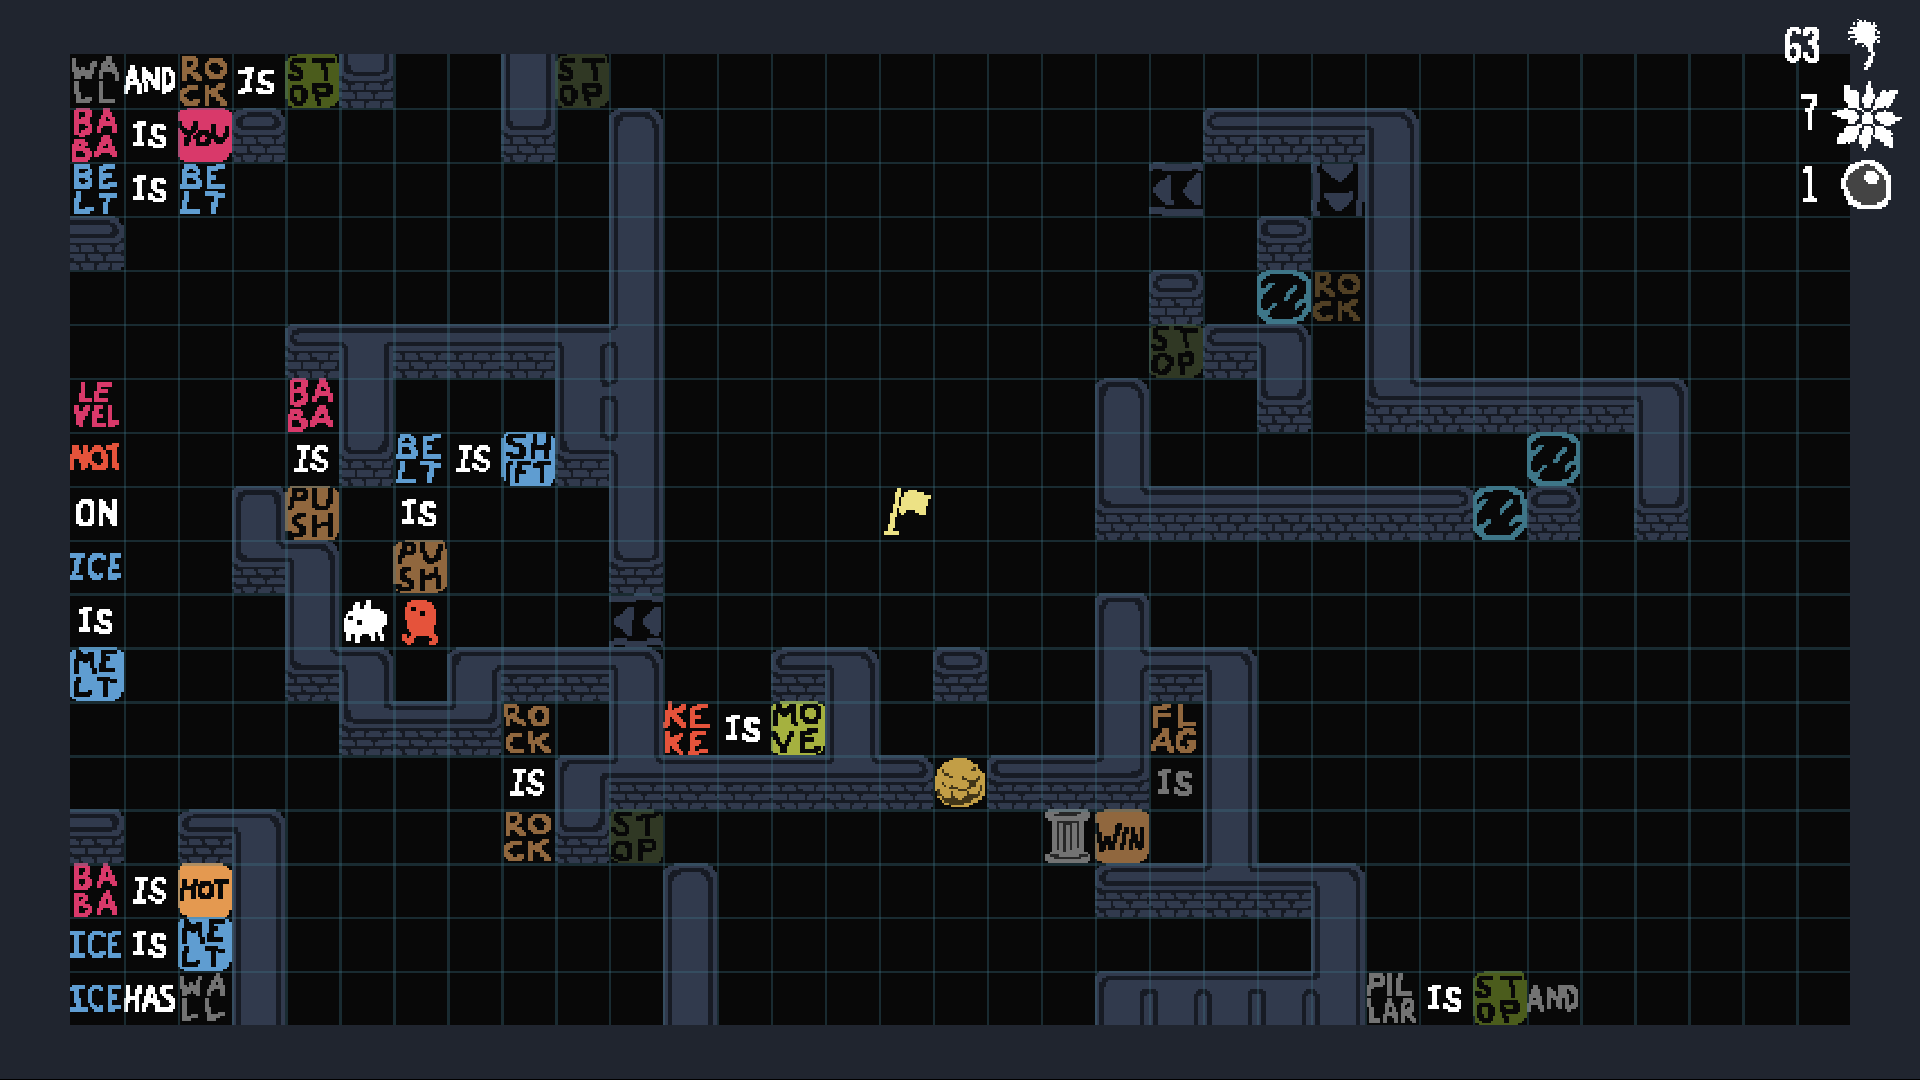 63
WALL AND ROCK IS STOP STOP
BABA IS YOU
7
BELT IS BELT
1
ROCK
STOP
LEVEL BABA
NOT IS BELT IS SHIFT
ON PUSH IS
ICE PUSH
IS
MELT
ROCK KEKE IS MOVE FLAG
IS IS
ROCK STOP WIN
BABA IS HOT
ICE IS MELT
ICE HAS WALL PILLAR IS STOP AND